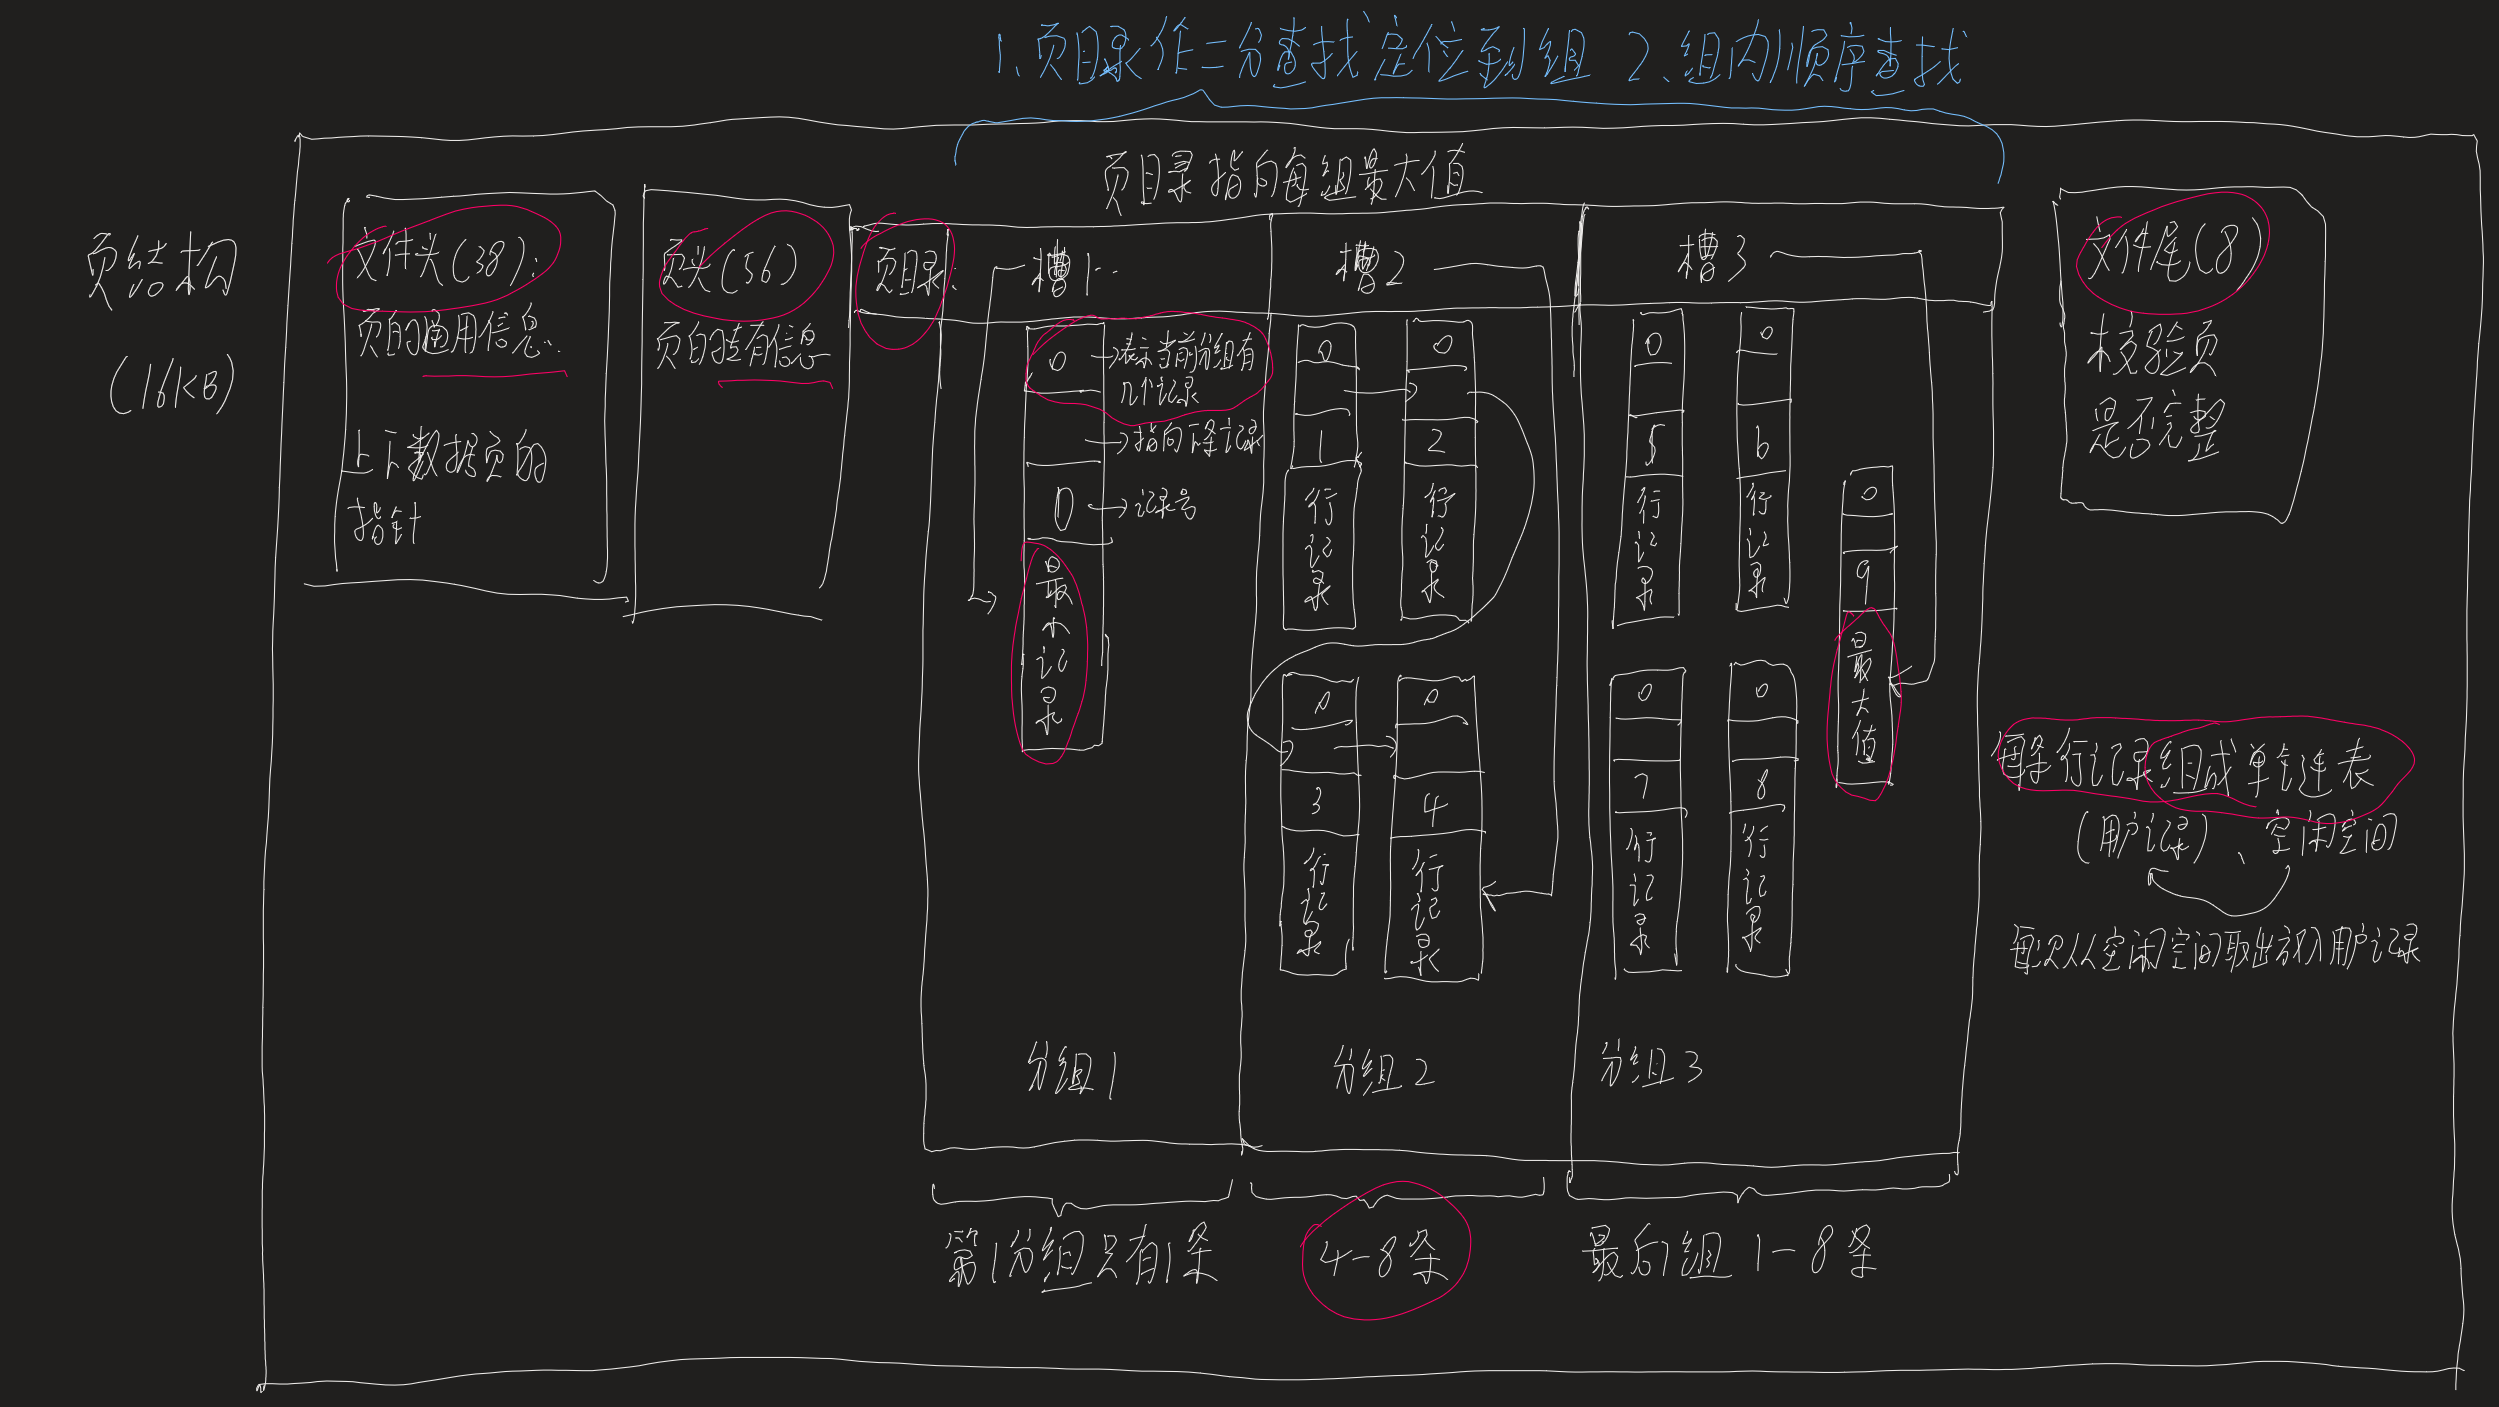 1、页目录作二分查找定位到组 2、组内顺序查找
页目录指向每组最大值
页结构
(16KB)
文件头(38):
页的通用信息.
上下数据空的
指针
页头(56)
页的专有信息
页目录:
槽1
槽2
槽3
文件尾(8)
校验页
是否完整
0 →表示当前分组有
几个记录
→指向下条记录
0 →记录号
最小记录
0
1
行记录
0
2
行记录
0
3
行记录
0
4
行记录
0
5
行记录
0
6
行记录
0
7
行记录
0
8
行记录
0
9
最大值
每条行记录组成单链表
(用户记录)、空闲空间
每次从空闲空间取出放入用户记录
分组1
分组2
分组3
第1分组只有1条
4-8条
最后1组1-8条